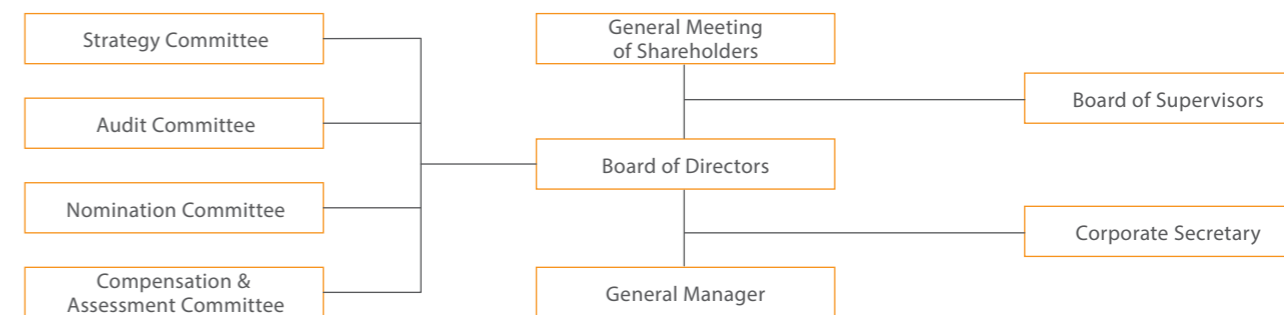 Strategy Committee
General Meeting
of Shareholders
Board of Supervisors
Audit Committee
Board of Directors
Nomination Committee
Corporate Secretary
Compensation &
Assessment Committee
General Manager